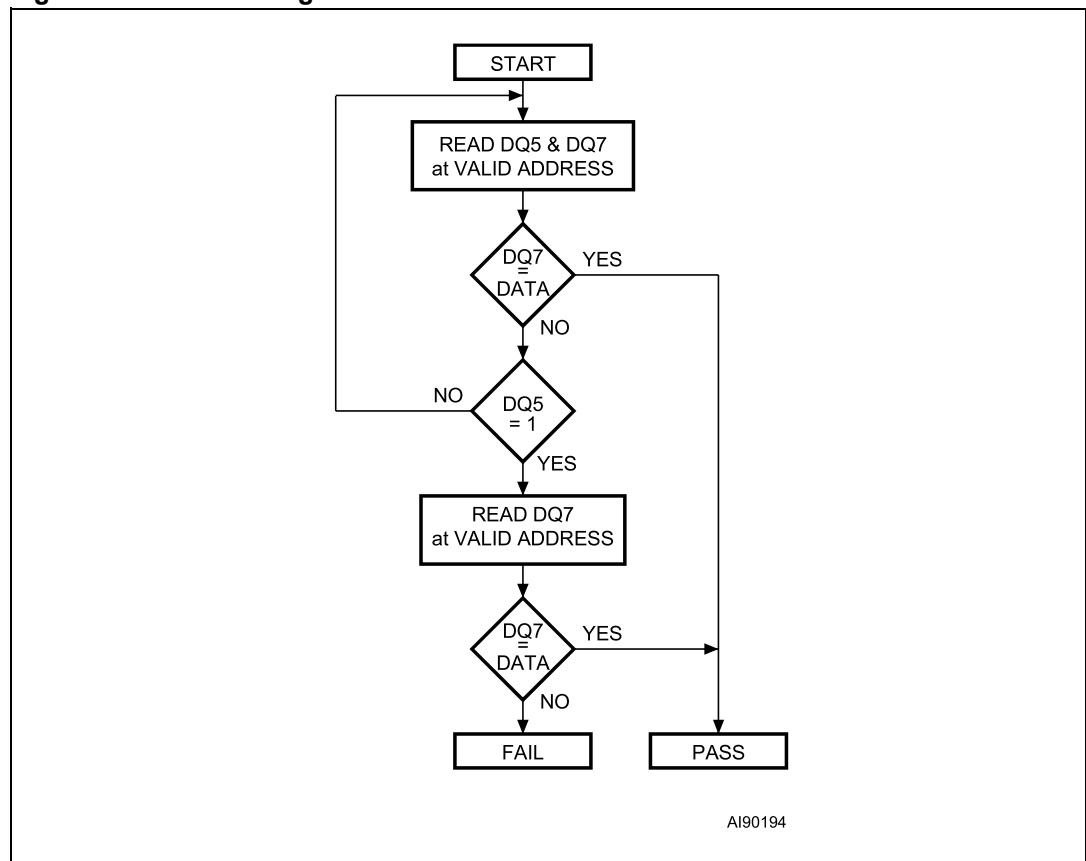 START
READ DQ5 & DQ7
at VALID ADDRESS
DQ7
=
DATA
YES
NO
NO
DQ5
= 1
YES
READ DQ7
at VALID ADDRESS
DQ7
=
DATA
YES
NO
FAIL
PASS
AI90194